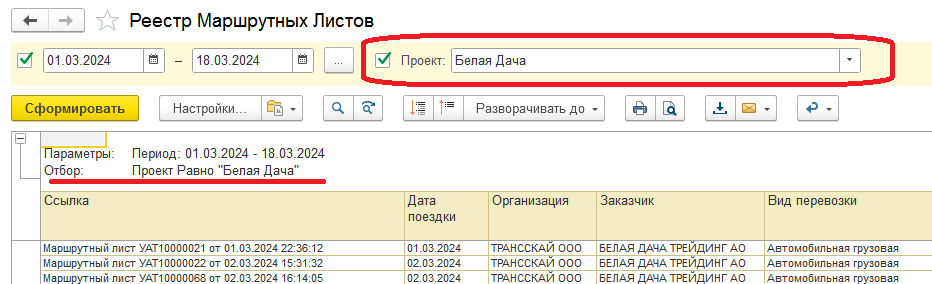 Реестр Маршрутных Листов
01.03.2024 – 18.03.2024 ... Проект: Белая Дача
Сформировать Настройки... Разворачивать до
Параметры: Период: 01.03.2024 - 18.03.2024
Отбор: Проект Равно "Белая Дача"
Ссылка Дата поездки Организация Заказчик Вид перевозки
Маршрутный лист УАТ10000021 от 01.03.2024 22:36:12 01.03.2024 ТРАНССКАЙ ООО БЕЛАЯ ДАЧА ТРЕЙДИНГ АО Автомобильная грузовая
Маршрутный лист УАТ10000022 от 02.03.2024 15:31:32 02.03.2024 ТРАНССКАЙ ООО БЕЛАЯ ДАЧА ТРЕЙДИНГ АО Автомобильная грузовая
Маршрутный лист УАТ10000068 от 02.03.2024 16:14:05 02.03.2024 ТРАНССКАЙ ООО БЕЛАЯ ДАЧА ТРЕЙДИНГ АО Автомобильная грузовая